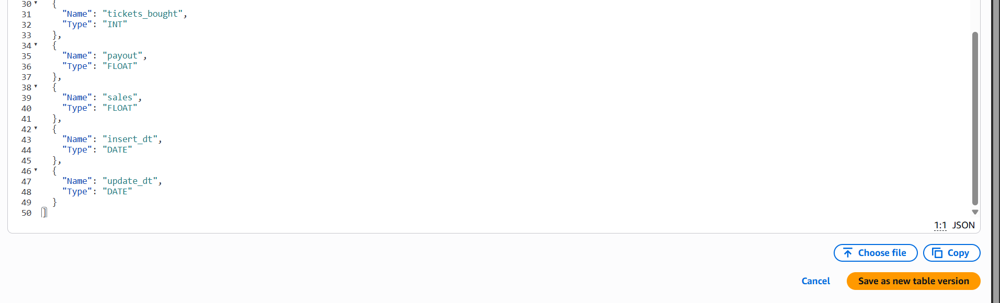 30 {
31 "Name": "tickets_bought",
32 "Type": "INT"
33 },
34 {
35 "Name": "payout",
36 "Type": "FLOAT"
37 },
38 {
39 "Name": "sales",
40 "Type": "FLOAT"
41 },
42 {
43 "Name": "insert_dt",
44 "Type": "DATE"
45 },
46 {
47 "Name": "update_dt",
48 "Type": "DATE"
49 }
50 ]
1:1 JSON
Choose file Copy
Cancel Save as new table version